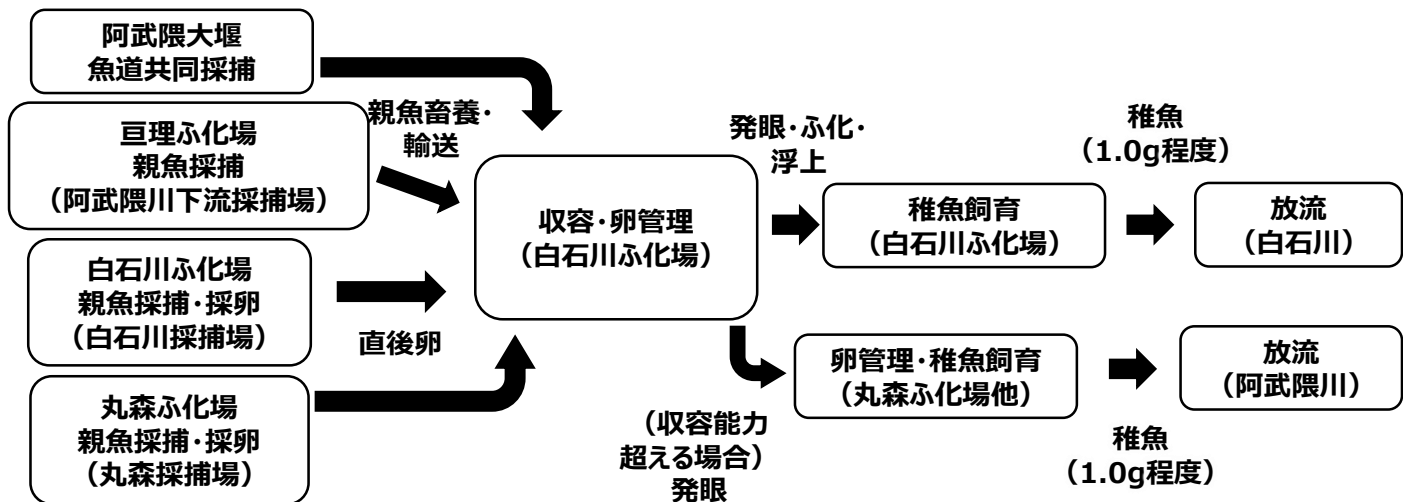 阿武隈大堰
魚道共同採捕
亘理ふ化場
親魚採捕
（阿武隈川下流採捕場）
白石川ふ化場
親魚採捕・採卵
（白石川採捕場）
丸森ふ化場
親魚採捕・採卵
（丸森採捕場）
親魚畜養・
輸送
直後卵
収容・卵管理
（白石川ふ化場）
発眼・ふ化・
浮上
稚魚飼育
（白石川ふ化場）
稚魚
（1.0g程度）
放流
（白石川）
（収容能力
超える場合）
発眼
卵管理・稚魚飼育
（丸森ふ化場他）
稚魚
（1.0g程度）
放流
（阿武隈川）